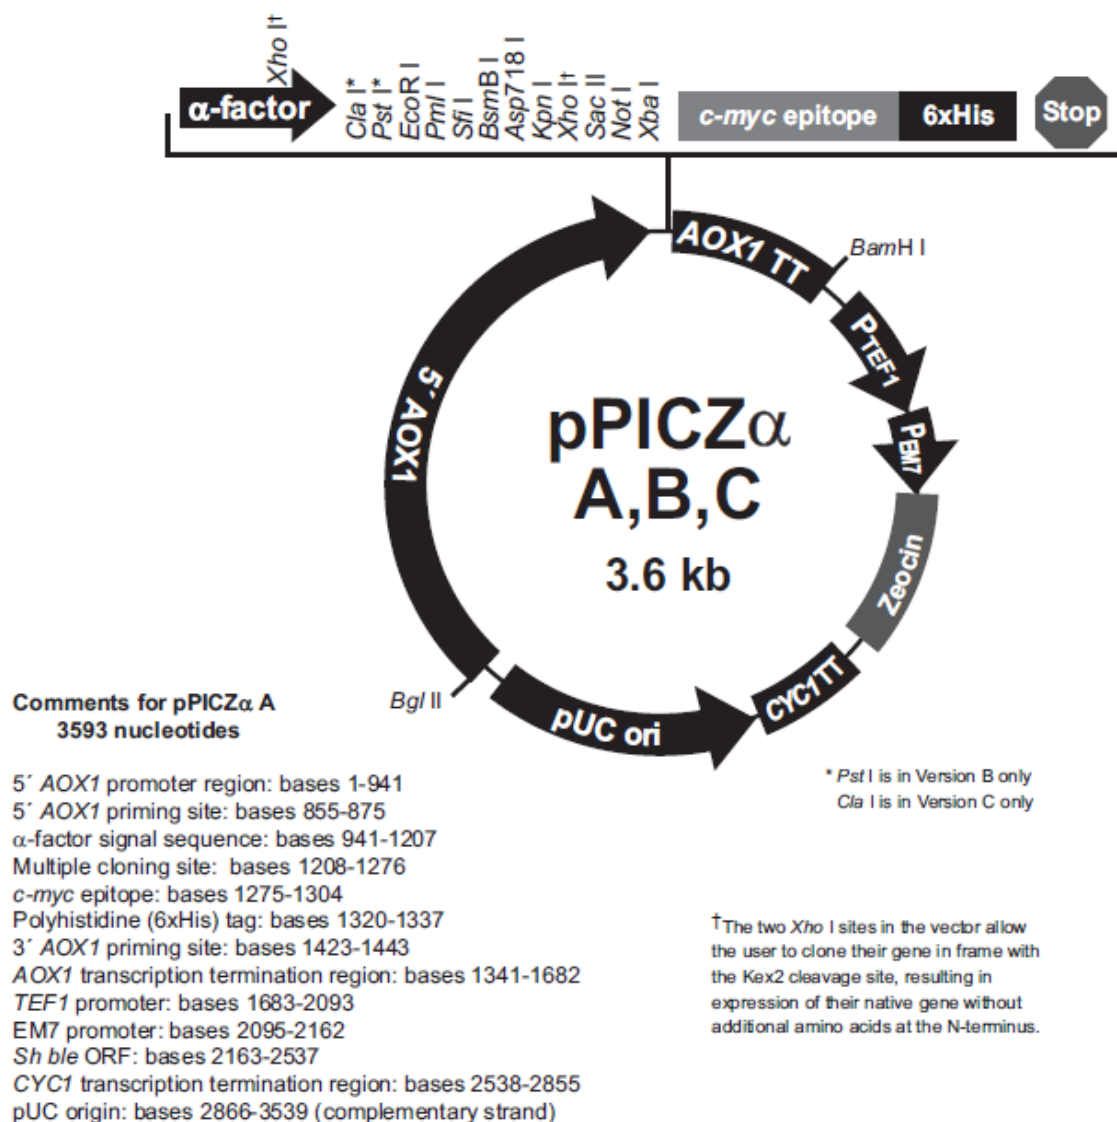 Xho I†
α-factor
Cla I*
Pst I*
EcoR I
Pml I
Sfi I
BsmB I
Asp718 I
Kpn I
Xho I†
Sac II
Not I
Xba I
c-myc epitope
6xHis
Stop
AOX1 TT
BamH I
PTEF1
PEM7
5´ AOX1
pPICZα
A,B,C
3.6 kb
Zeocin
CYC1TT
pUC ori
Bgl II
Comments for pPICZα A
3593 nucleotides
5´ AOX1 promoter region: bases 1-941
5´ AOX1 priming site: bases 855-875
α-factor signal sequence: bases 941-1207
Multiple cloning site: bases 1208-1276
c-myc epitope: bases 1275-1304
Polyhistidine (6xHis) tag: bases 1320-1337
3´ AOX1 priming site: bases 1423-1443
AOX1 transcription termination region: bases 1341-1682
TEF1 promoter: bases 1683-2093
EM7 promoter: bases 2095-2162
Sh ble ORF: bases 2163-2537
CYC1 transcription termination region: bases 2538-2855
pUC origin: bases 2866-3539 (complementary strand)
* Pst I is in Version B only
Cla I is in Version C only
†The two Xho I sites in the vector allow
the user to clone their gene in frame with
the Kex2 cleavage site, resulting in
expression of their native gene without
additional amino acids at the N-terminus.